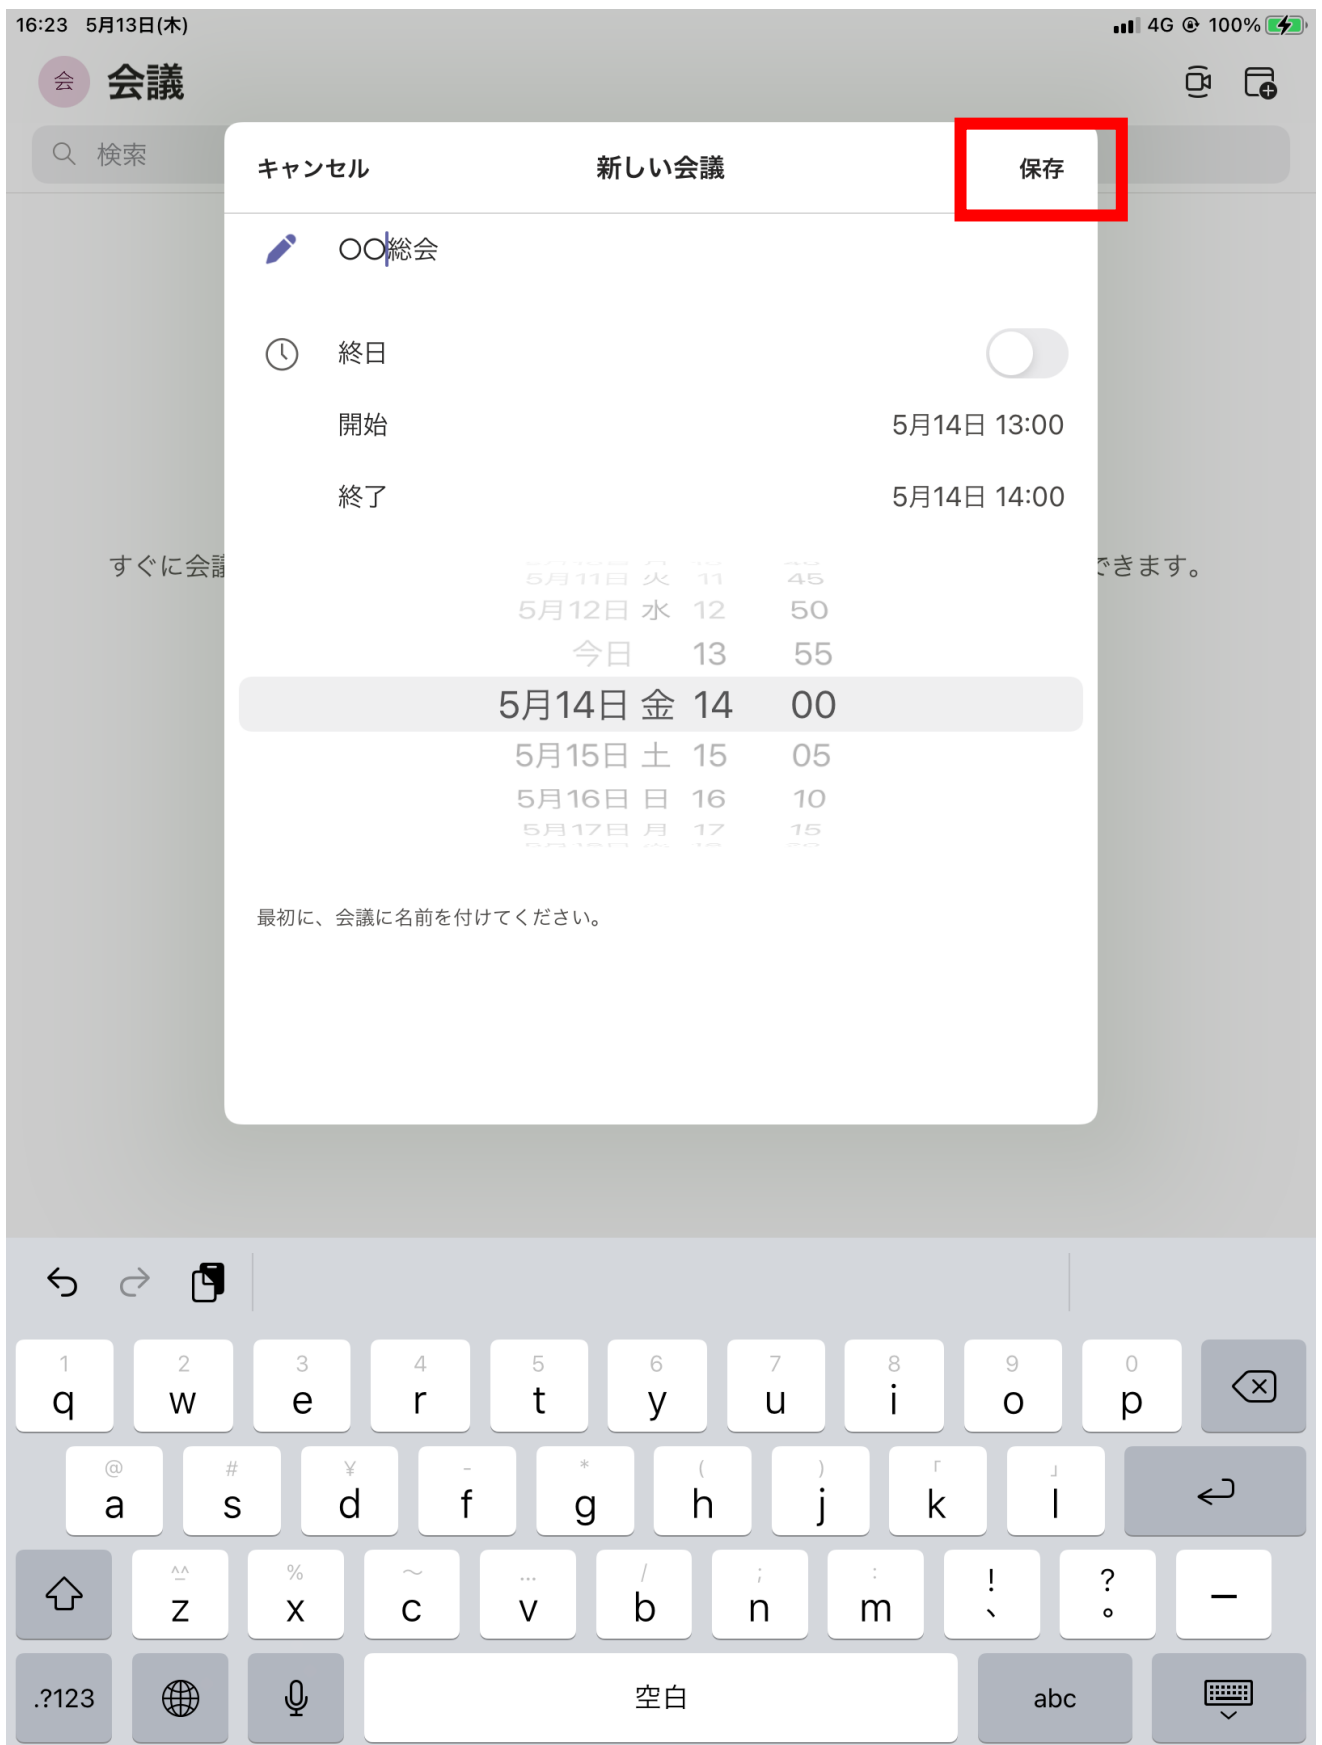 16:23 5月13日(木) 4G 100%
会 会議
検索
キャンセル 新しい会議 保存
〇〇総会
終日
開始 5月14日 13:00
終了 5月14日 14:00
すぐに会議 できます。
5月11日 火 11 45
5月12日 水 12 50
今日 13 55
5月14日 金 14 00
5月15日 土 15 05
5月16日 日 16 10
5月17日 月 17 15
最初に、会議に名前を付けてください。
1 2 3 4 5 6 7 8 9 0
q w e r t y u i o p
@ # ¥ - * ( ) 「 」
a s d f g h j k l
^^ % ～ … / ; : ! ?
z x c v b n m 、 。 ー
.?123 空白 abc